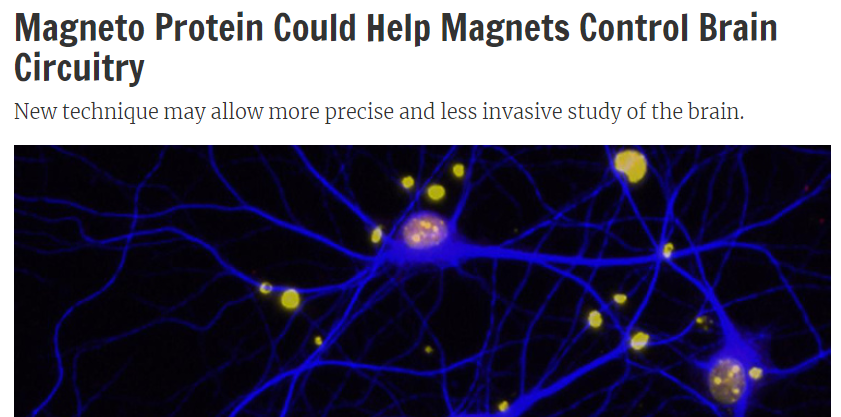 Magneto Protein Could Help Magnets Control Brain
Circuitry
New technique may allow more precise and less invasive study of the brain.